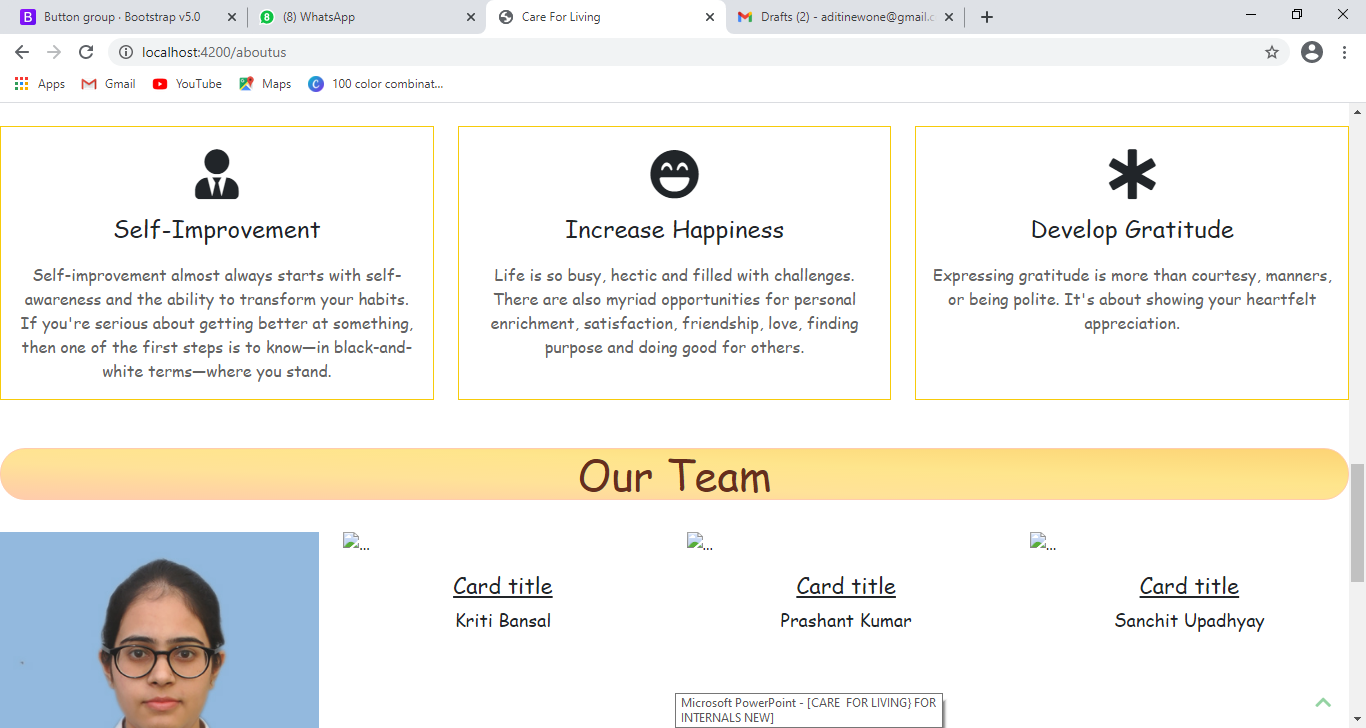 Button group · Bootstrap v5.0
(8) WhatsApp
Care For Living
Drafts (2) - aditinewone@gmail.c
localhost:4200/aboutus
Apps
Gmail
YouTube
Maps
100 color combinat...
Self-Improvement
Self-improvement almost always starts with self-
awareness and the ability to transform your habits.
If you're serious about getting better at something,
then one of the first steps is to know—in black-and-
white terms—where you stand.
Increase Happiness
Life is so busy, hectic and filled with challenges.
There are also myriad opportunities for personal
enrichment, satisfaction, friendship, love, finding
purpose and doing good for others.
Develop Gratitude
Expressing gratitude is more than courtesy, manners,
or being polite. It's about showing your heartfelt
appreciation.
Our Team
...
...
...
Card title
Kriti Bansal
Card title
Prashant Kumar
Card title
Sanchit Upadhyay
Microsoft PowerPoint - [CARE FOR LIVING} FOR
INTERNALS NEW]